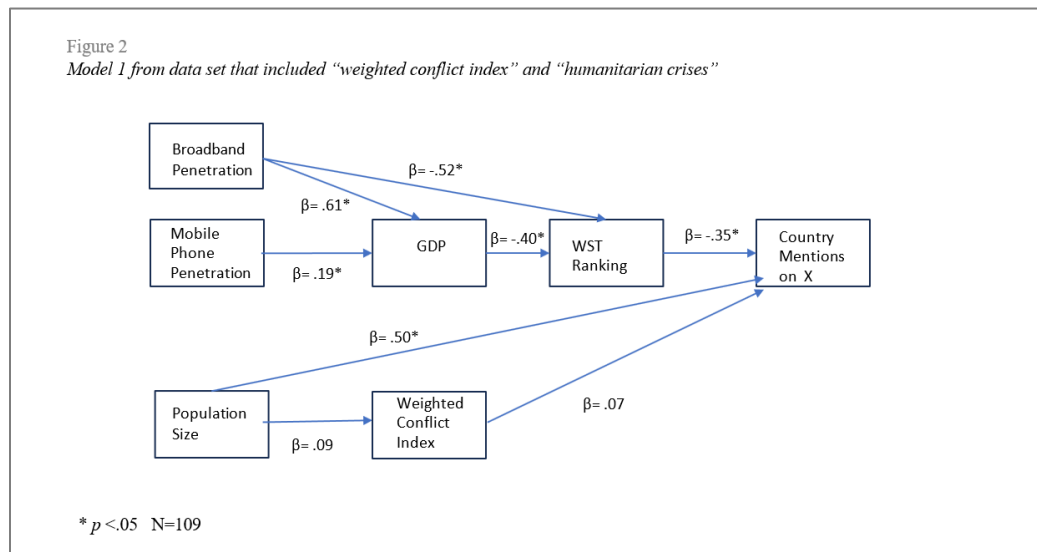 Figure 2
Model 1 from data set that included “weighted conflict index” and “humanitarian crises”
Broadband
Penetration
β= -.52*
β= .61*
Mobile
Phone
Penetration
β= .19*
GDP
β= -.40*
WST
Ranking
β= -.35*
Country
Mentions
on X
β= .50*
Population
Size
β= .09
Weighted
Conflict
Index
β= .07
* p <.05 N=109